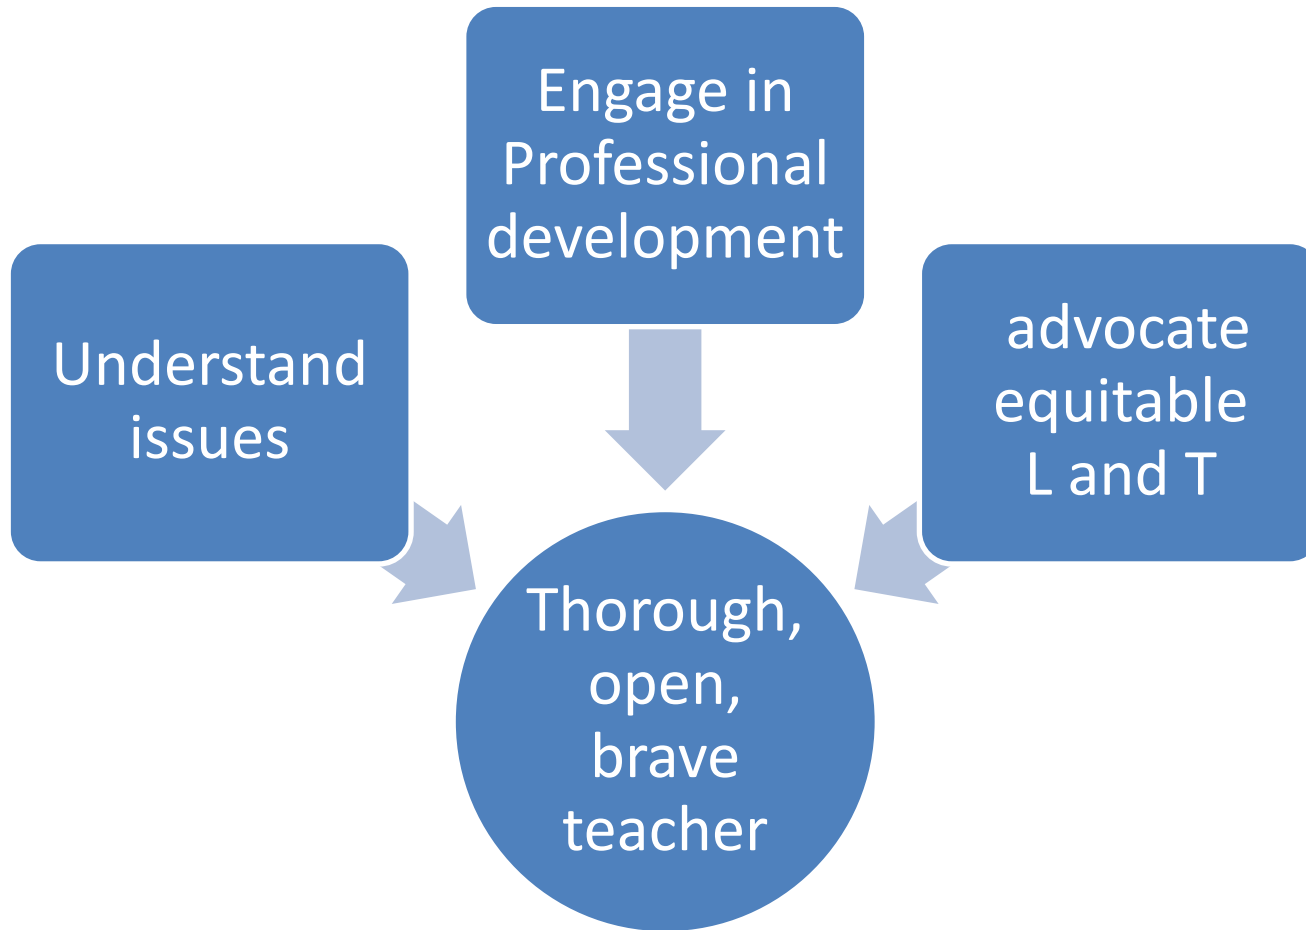 Engage in
Professional
development
Understand
issues
advocate
equitable
L and T
Thorough,
open,
brave
teacher